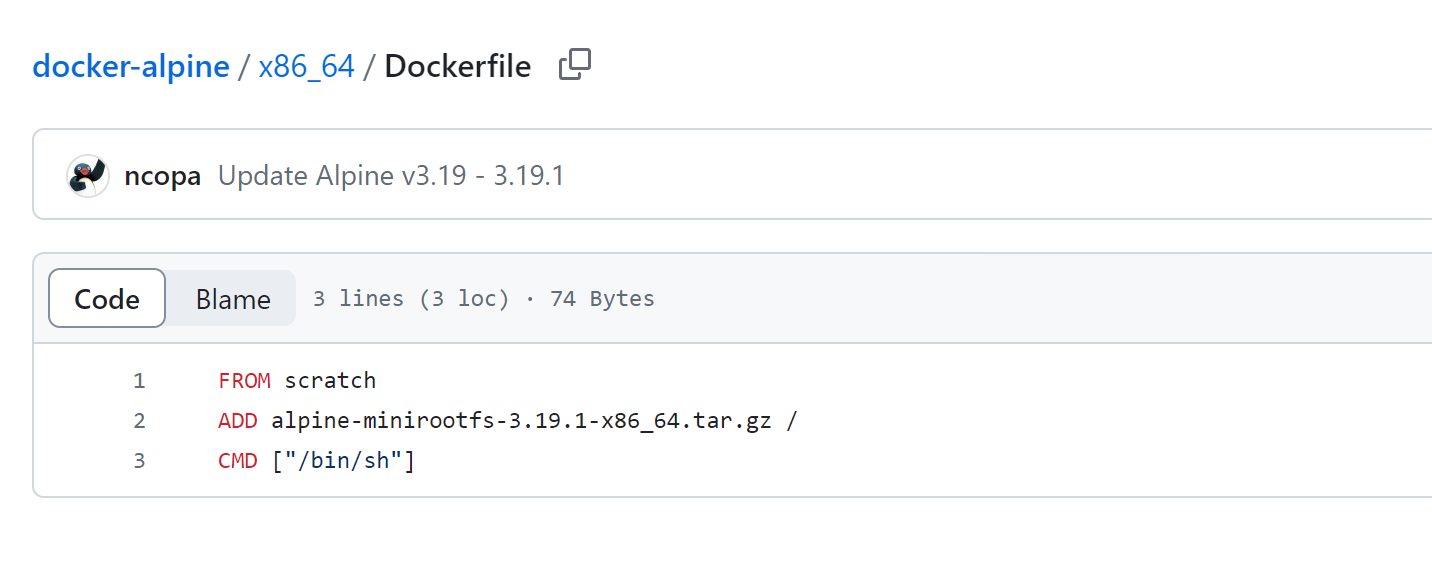 docker-alpine / x86_64 / Dockerfile
ncopa Update Alpine v3.19 - 3.19.1
Code Blame 3 lines (3 loc) · 74 Bytes
1 FROM scratch
2 ADD alpine-minirootfs-3.19.1-x86_64.tar.gz /
3 CMD ["/bin/sh"]